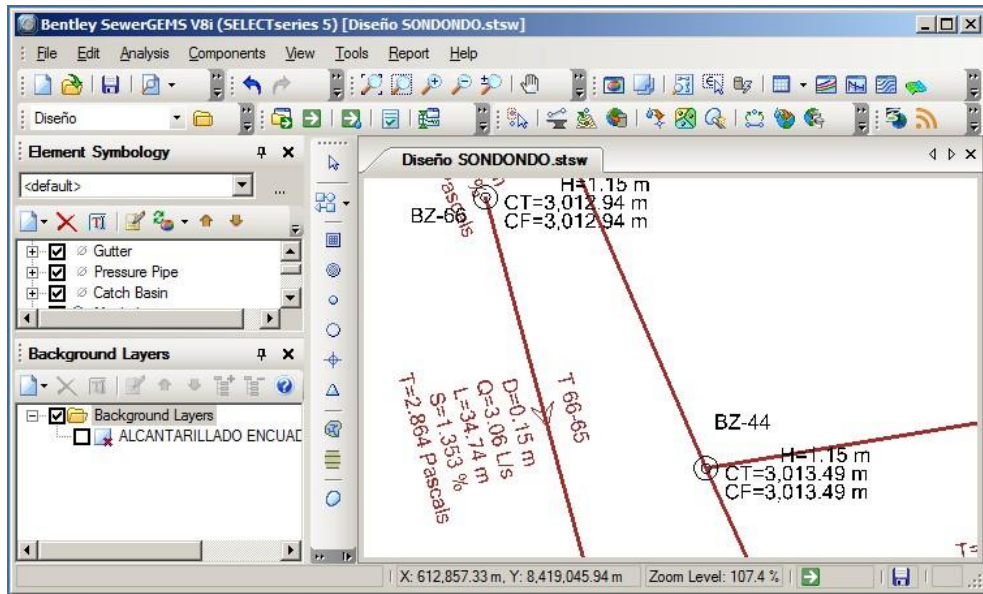 Bentley SewerGEMS V8i (SELECTseries 5) [Diseño SONDONDO.stsw]
File Edit Analysis Components View Tools Report Help
Diseño
Element Symbology
<default>
Gutter
Pressure Pipe
Catch Basin
Background Layers
Background Layers
ALCANTARILLADO ENCUAD
Diseño SONDONDO.stsw
H=1.15 m
BZ-66
CT=3,012.94 m
CF=3,012.94 m
Pascals
T 66-65
D=0.15 m
Q=3.06 L/s
L=34.74 m
S=1.353 %
T=2.864 Pascals
BZ-44
H=1.15 m
CT=3,013.49 m
CF=3,013.49 m
T=
X: 612,857.33 m, Y: 8,419,045.94 m
Zoom Level: 107.4 %